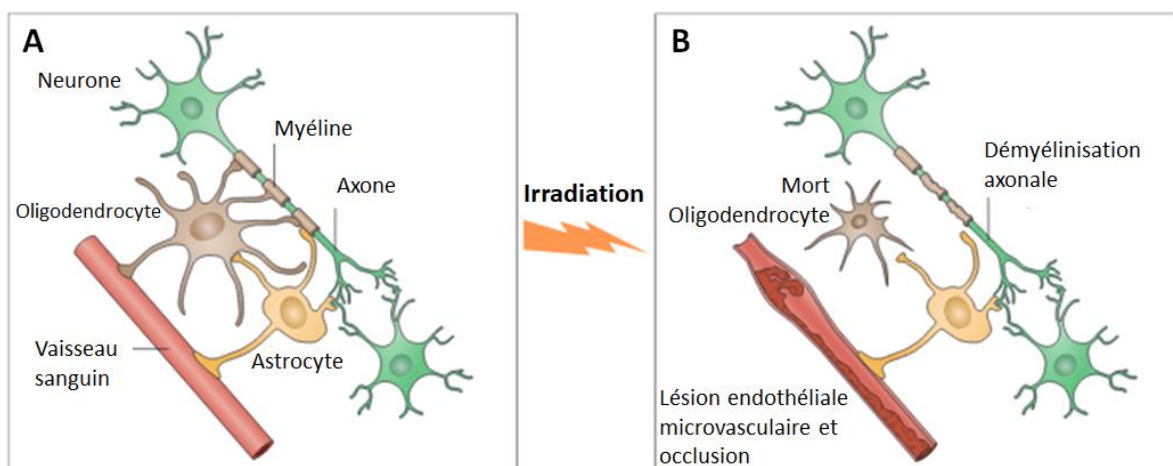 A
Neurone
Myéline
Axone
Oligodendrocyte
Vaisseau
sanguin
Astrocyte
Irradiation
B
Démyélinisation
axonale
Mort
Oligodendrocyte
Lésion endothéliale
microvasculaire et
occlusion